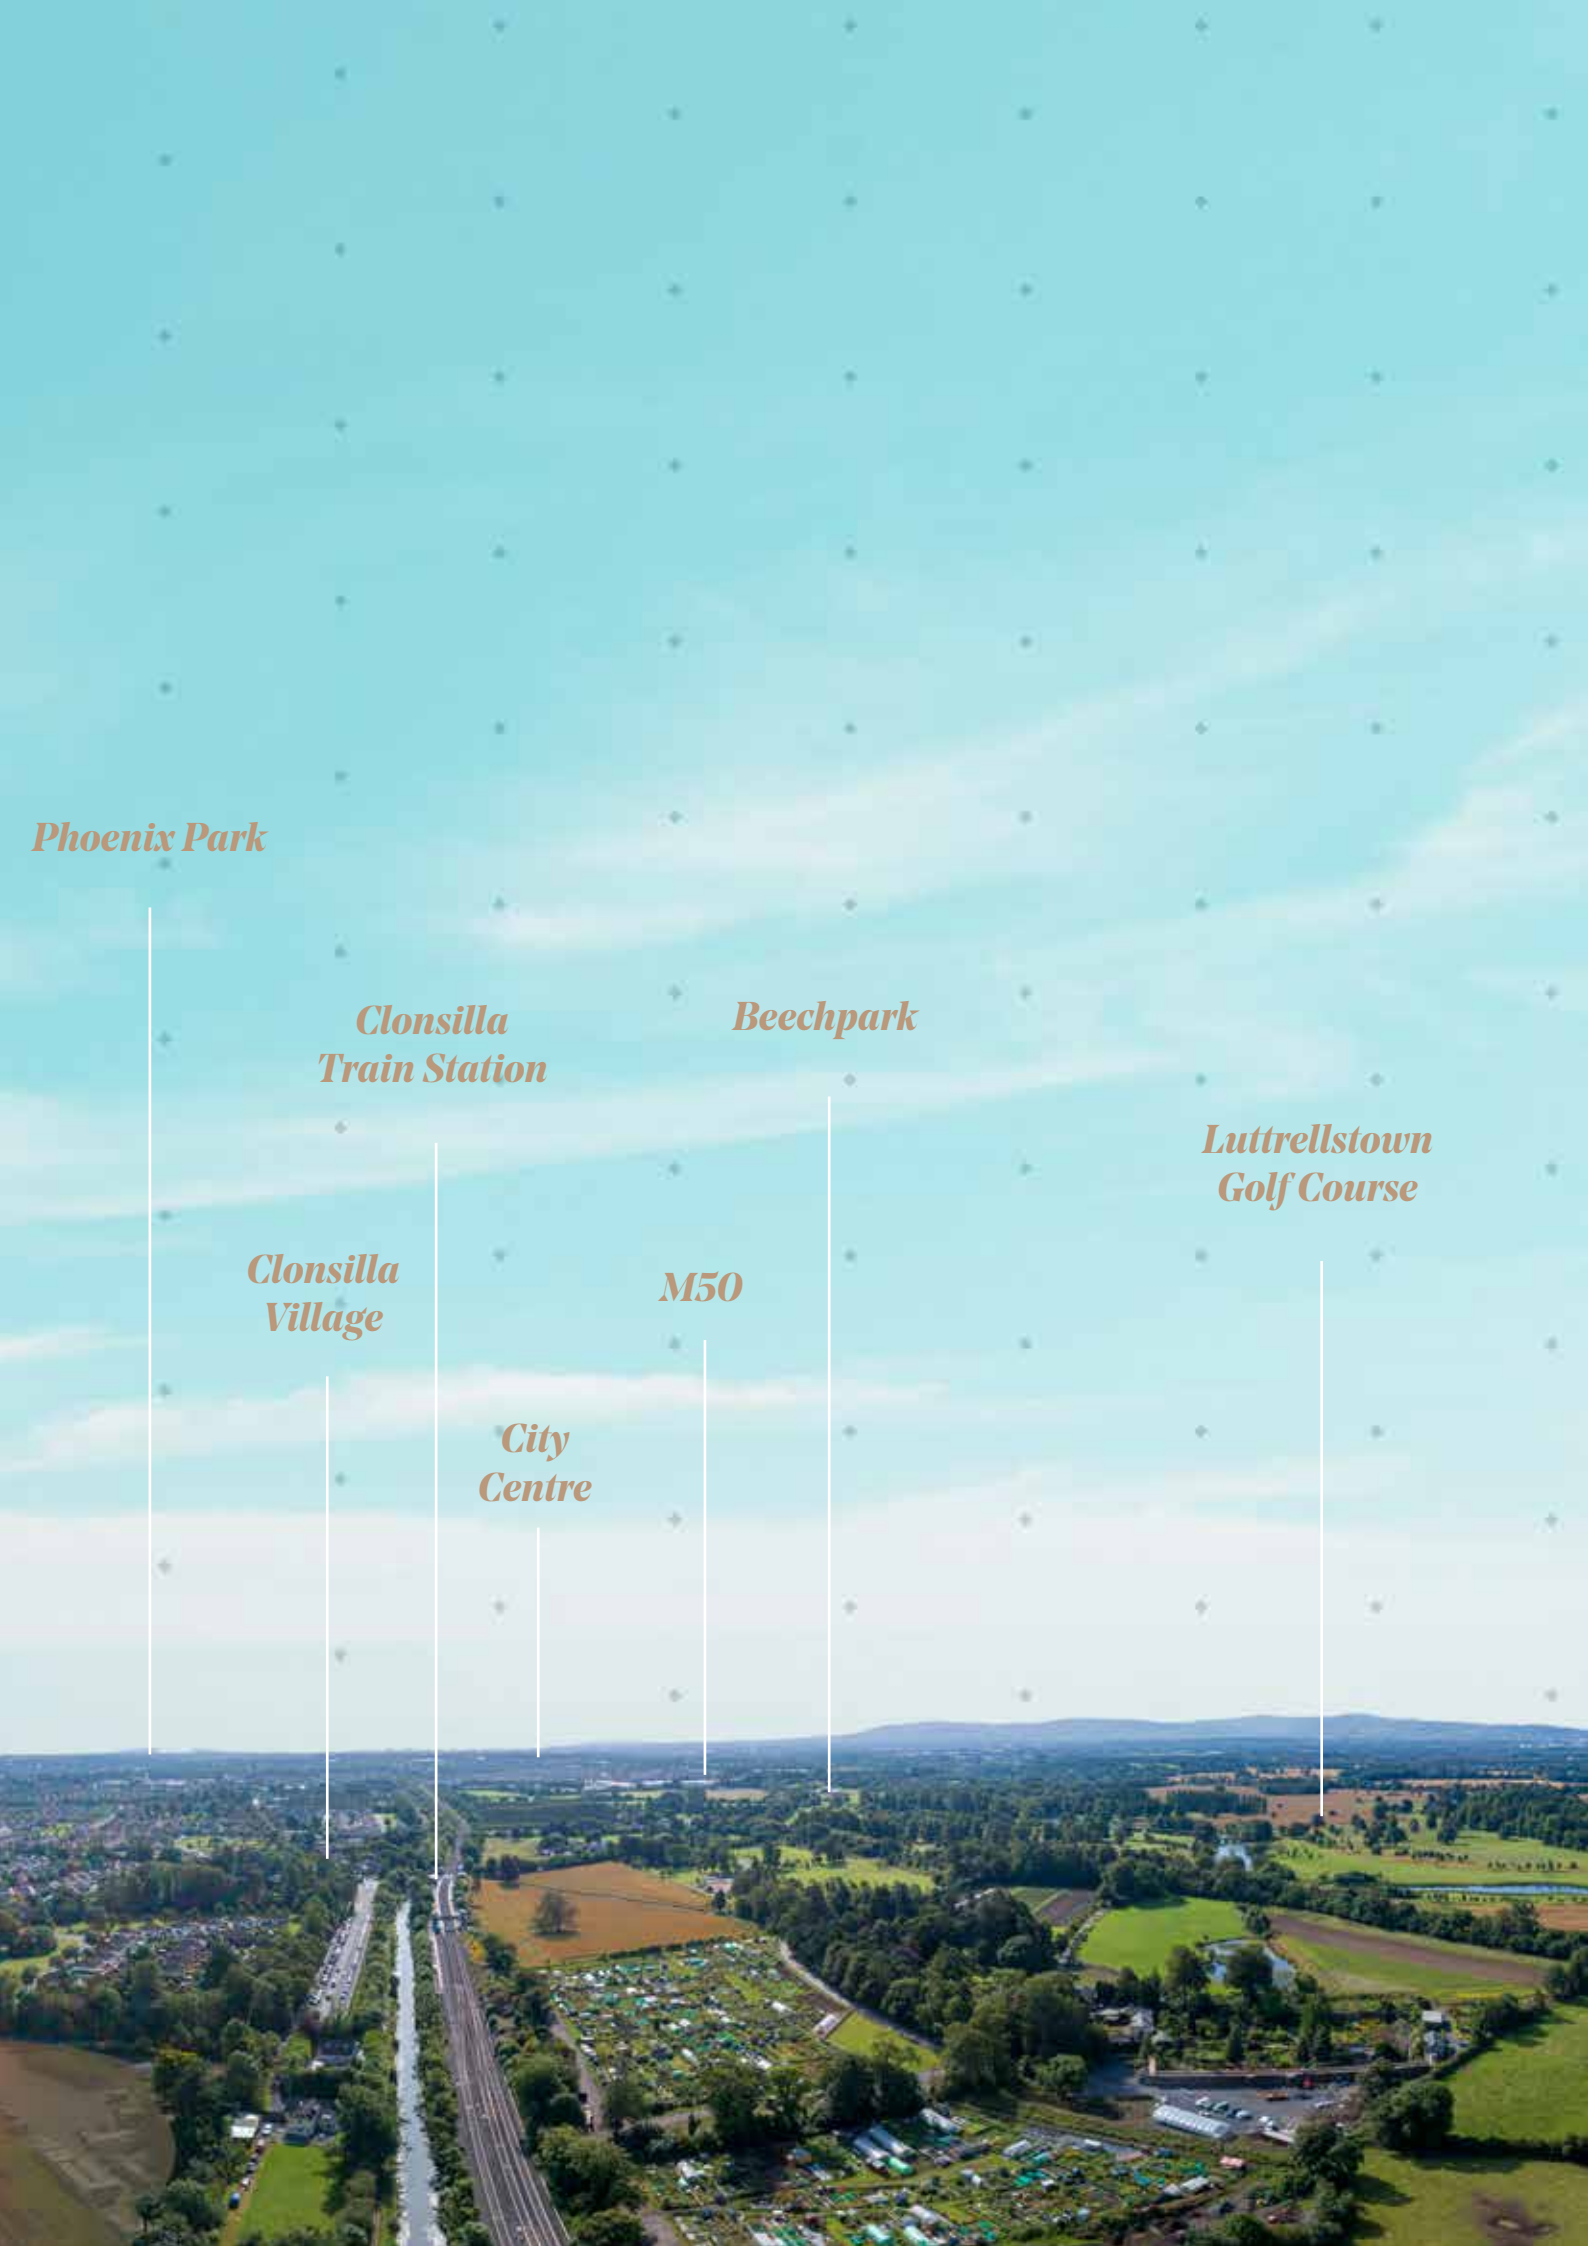 Phoenix Park
Clonsilla
Train Station
Beechpark
Luttrellstown
Golf Course
Clonsilla
Village
M50
City
Centre